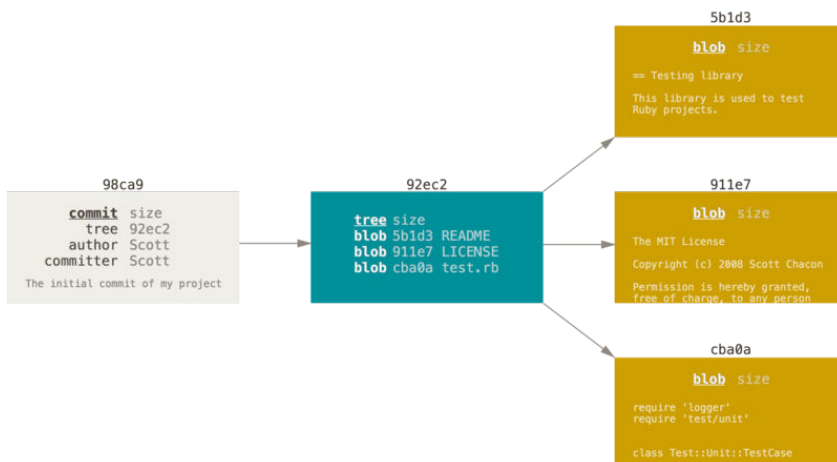 98ca9
commit size
tree 92ec2
author Scott
committer Scott
The initial commit of my project
92ec2
tree size
blob 5b1d3 README
blob 911e7 LICENSE
blob cba0a test.rb
5b1d3
blob size
== Testing library
This library is used to test
Ruby projects.
911e7
blob size
The MIT License
Copyright (c) 2008 Scott Chacon
Permission is hereby granted,
free of charge, to any person
cba0a
blob size
require 'logger'
require 'test/unit'
class Test::Unit::TestCase